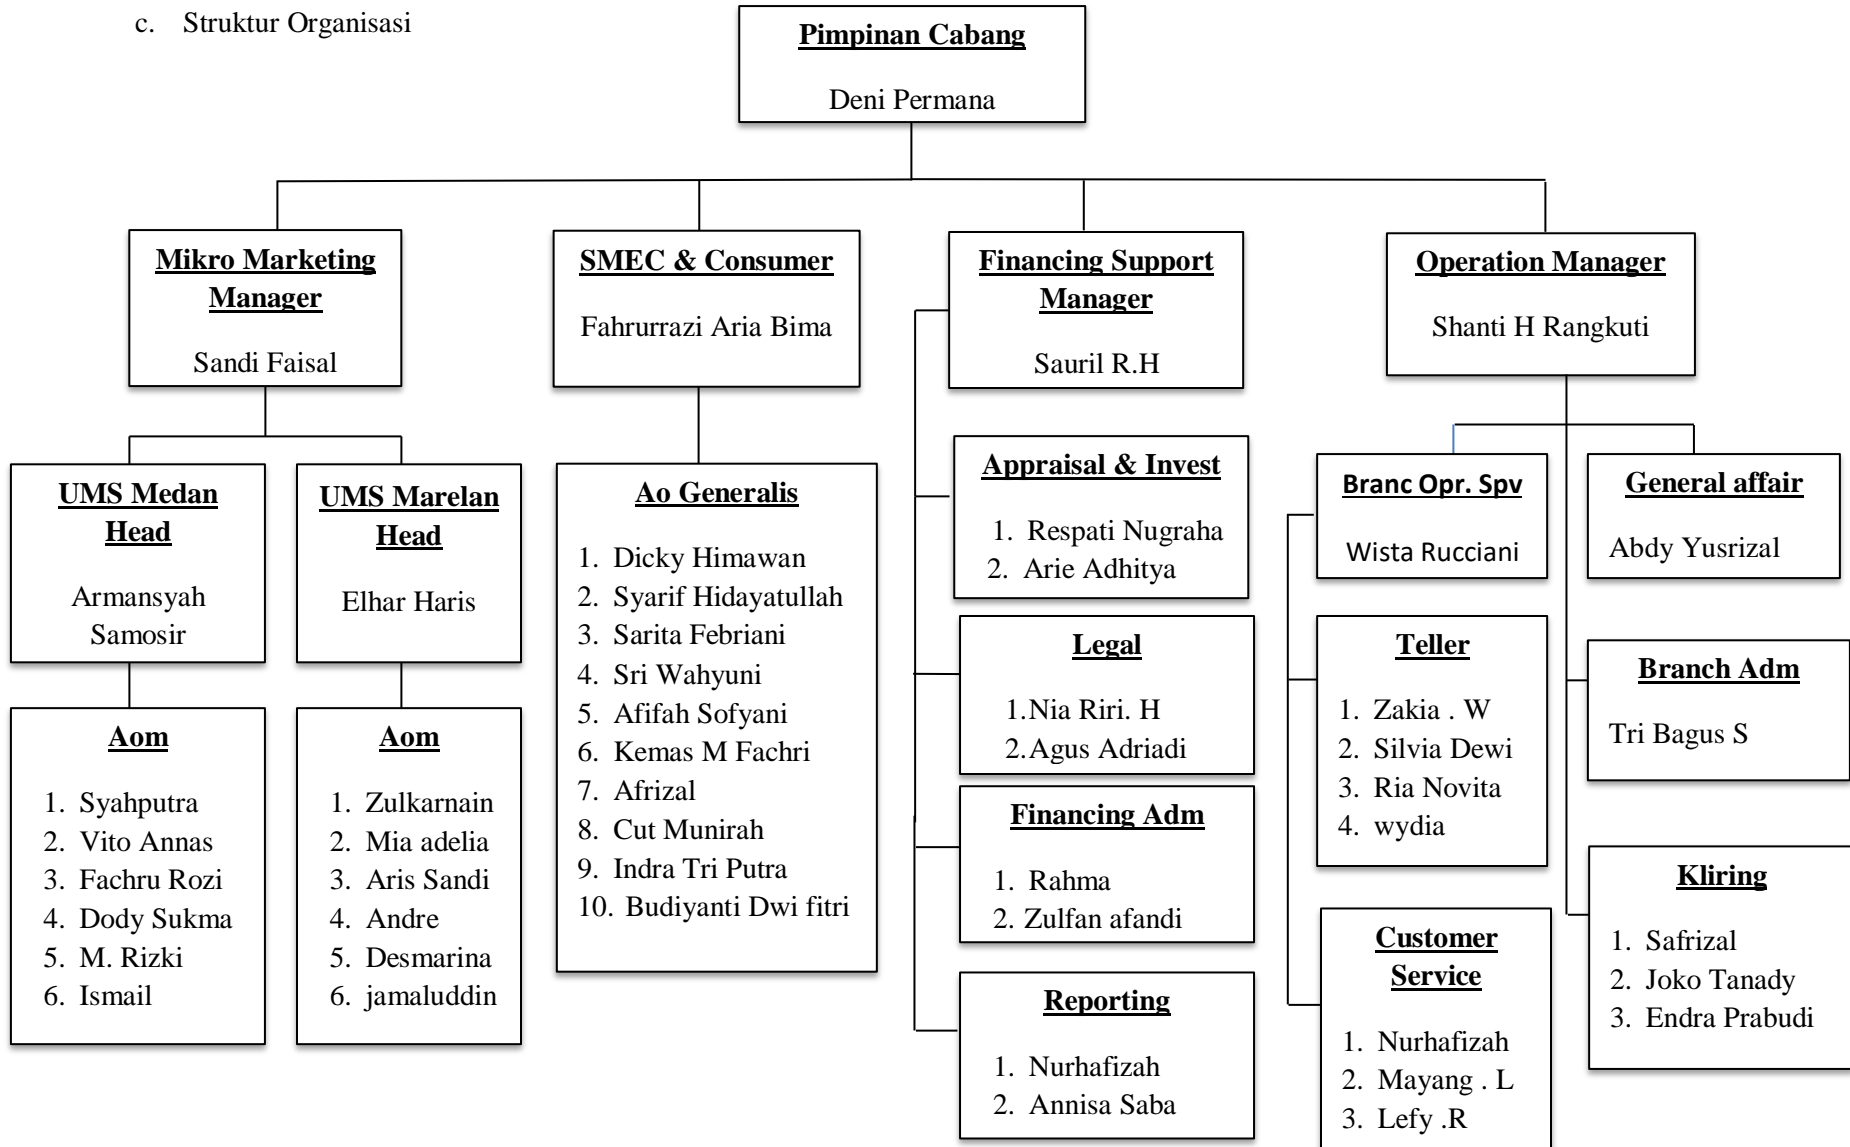 c. Struktur Organisasi
Pimpinan Cabang
Deni Permana
Mikro Marketing
Manager
Sandi Faisal
SMEC & Consumer
Fahrurrazi Aria Bima
Financing Support
Manager
Sauril R.H
Operation Manager
Shanti H Rangkuti
UMS Medan
Head
Armansyah
Samosir
UMS Marelan
Head
Elhar Haris
Aom
1. Syahputra
2. Vito Annas
3. Fachru Rozi
4. Dody Sukma
5. M. Rizki
6. Ismail
Aom
1. Zulkarnain
2. Mia adelia
3. Aris Sandi
4. Andre
5. Desmarina
6. jamaluddin
Ao Generalis
1. Dicky Himawan
2. Syarif Hidayatullah
3. Sarita Febriani
4. Sri Wahyuni
5. Afifah Sofyani
6. Kemas M Fachri
7. Afrizal
8. Cut Munirah
9. Indra Tri Putra
10. Budiyanti Dwi fitri
Appraisal & Invest
1. Respati Nugraha
2. Arie Adhitya
Legal
1.Nia Riri. H
2.Agus Adriadi
Financing Adm
1. Rahma
2. Zulfan afandi
Reporting
1. Nurhafizah
2. Annisa Saba
Branc Opr. Spv
Wista Rucciani
Teller
1. Zakia . W
2. Silvia Dewi
3. Ria Novita
4. wydia
Customer
Service
1. Nurhafizah
2. Mayang . L
3. Lefy .R
General affair
Abdy Yusrizal
Branch Adm
Tri Bagus S
Kliring
1. Safrizal
2. Joko Tanady
3. Endra Prabudi